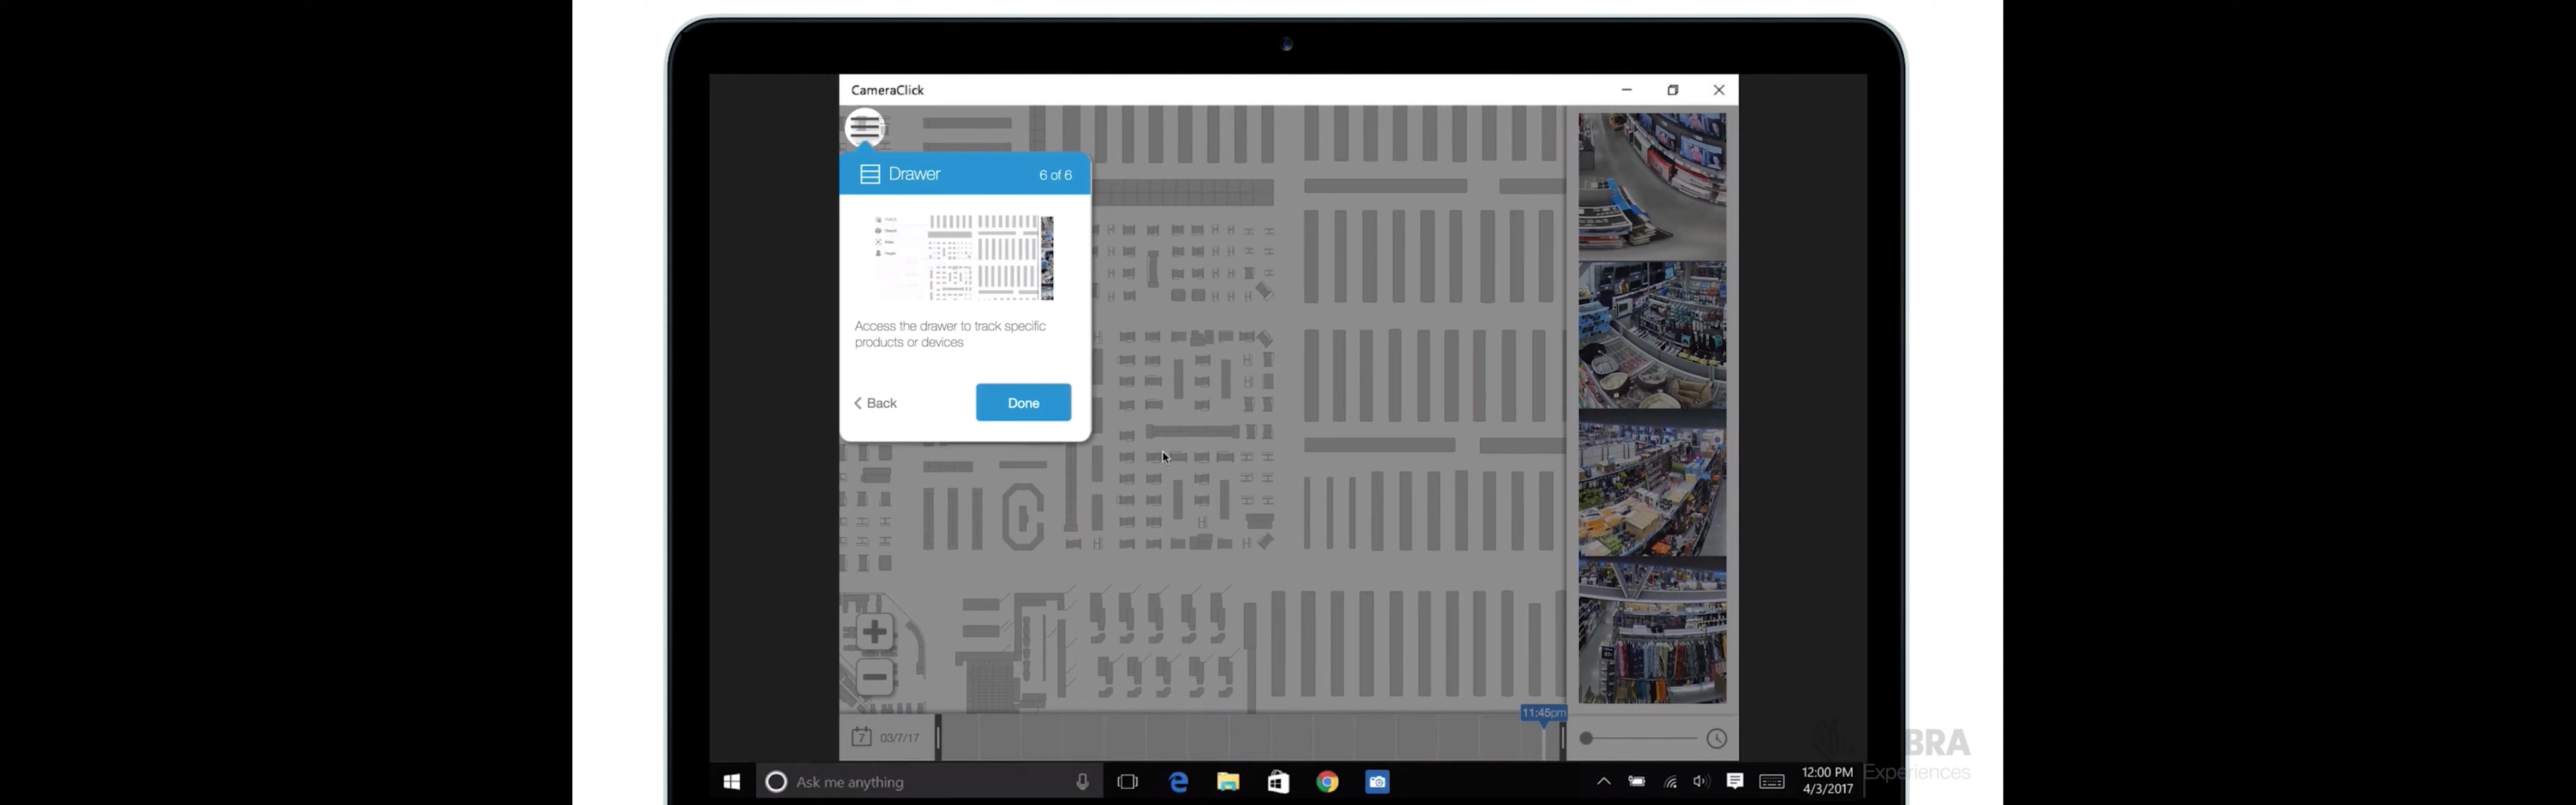 CameraClick
Drawer
6 of 6
Access the drawer to track specific
products or devices
Back
Done
11:45pm
7
03/7/17
Ask me anything
12:00 PM
4/3/2017
BRA
Experiences